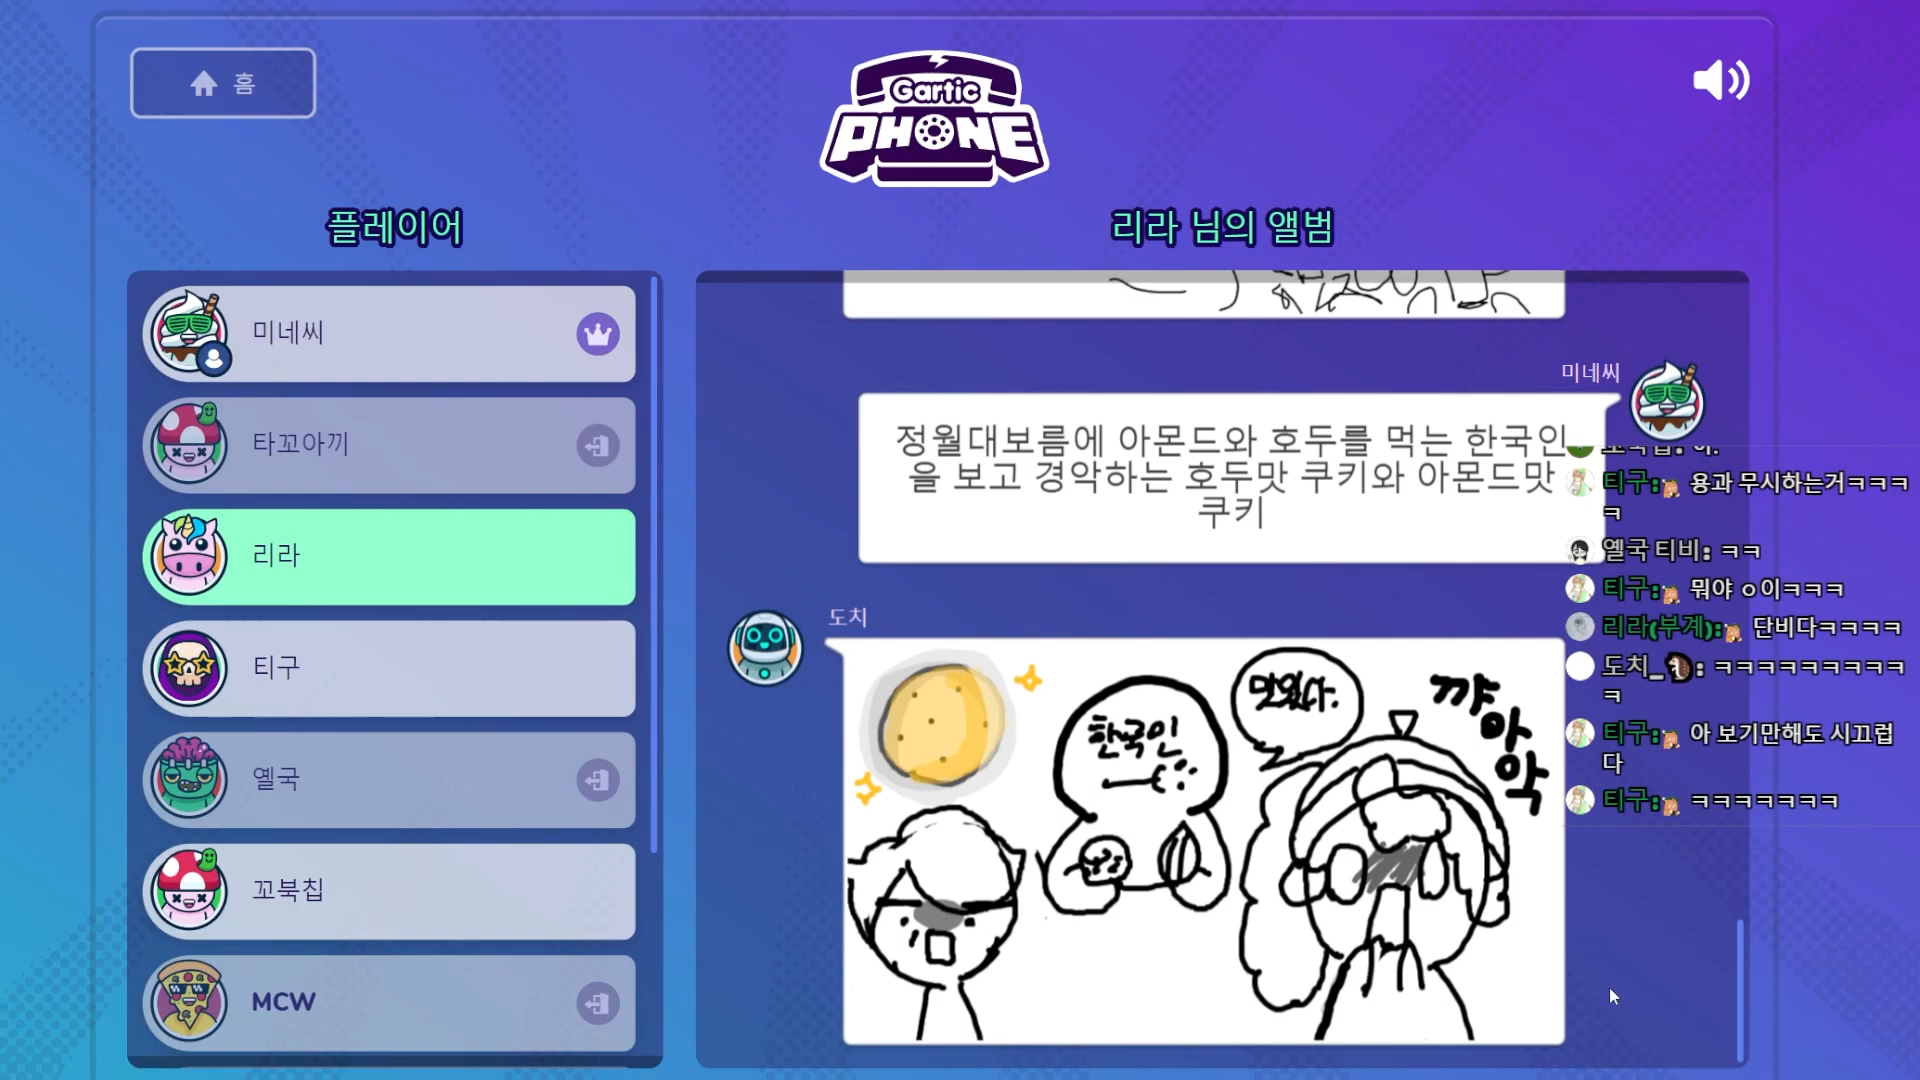 홈
Gartic
PHONE
플레이어
리라 님의 앨범
미네씨
타꼬아끼
리라
티구
옐국
꼬북칩
MCW
미네씨
정월대보름에 아몬드와 호두를 먹는 한국인
을 보고 경악하는 호두맛 쿠키와 아몬드맛
쿠키
도치
한국인
맛있다.
꺄
아
악
티구: 용과 무시하는거ㅋㅋㅋ
ㅋ
옐국 티비: ㅋㅋ
티구: 뭐야 ㅇ이ㅋㅋㅋ
리라(부계): 단비다ㅋㅋㅋㅋ
도치_: ㅋㅋㅋㅋㅋㅋㅋㅋㅋ
ㅋ
티구: 아 보기만해도 시끄럽
다
티구: ㅋㅋㅋㅋㅋㅋㅋ